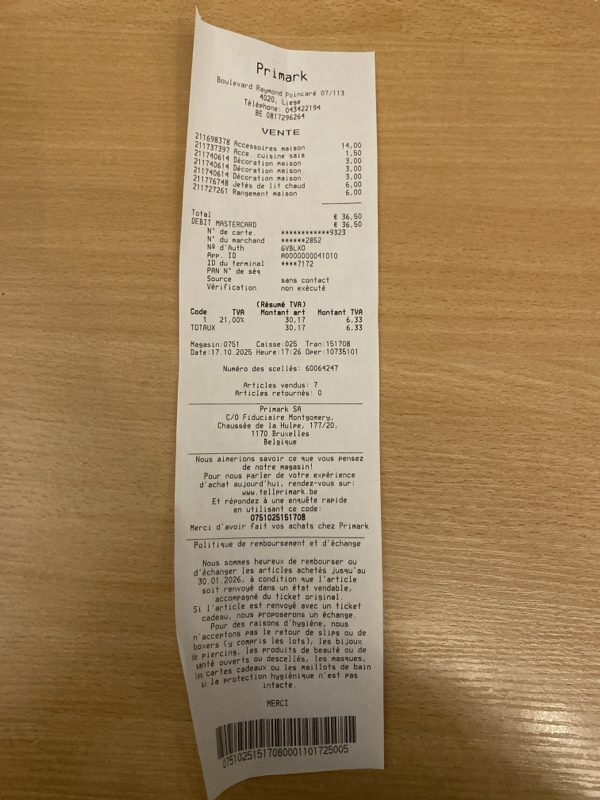 Primark
Boulevard Raymond Poincaré 07/113
4020, Liege
Téléphone: 043422194
BE 0817296264
VENTE
211698378 Accessoires maison 14,00
211737397 Acce. cuisine sais 1,50
211740614 Décoration maison 3,00
211740614 Décoration maison 3,00
211740614 Décoration maison 3,00
211776748 Jetés de lit chaud 6,00
211727261 Rangement maison 6,00
Total € 36,50
DEBIT MASTERCARD € 36,50
N° de carte. ************9323
N° du marchand ******2852
Nº d'Auth 6VBLXO
App. ID A0000000041010
ID du terminal ****7172
PAN N° de séq
Source sans contact
Vérification non exécuté
(Résumé TVA)
Code TVA Montant art Montant TVA
1 21,00% 30,17 6,33
TOTAUX 30,17 6,33
Magasin:0751 Caisse:025 Tran:151708
Date:17.10.2025 Heure:17:26 Oper:10735101
Numéro des scellés: 60064247
Articles vendus: 7
Articles retournés: 0
Primark SA
C/O Fiduciaire Montgomery,
Chaussée de la Hulpe, 177/20,
1170 Bruxelles
Belgique
Nous aimerions savoir ce que vous pensez
de notre magasin!
Pour nous parler de votre expérience
d'achat aujourd'hui, rendez-vous sur:
www.tellprimark.be
Et répondez à une enquête rapide
en utilisant ce code:
0751025151708
Merci d'avoir fait vos achats chez Primark
Politique de remboursement et d'échange
Nous sommes heureux de rembourser ou
d'échanger les articles achetés jusqu'au
30.01.2026, à condition que l'article
soit renvoyé dans un état vendable,
accompagné du ticket original.
Si l'article est renvoyé avec un ticket
cadeau, nous proposerons un échange.
Pour des raisons d'hygiène, nous
n'acceptons pas le retour de slips ou de
boxers (y compris les lots), les bijoux
de piercing, les produits de beauté ou de
santé ouverts ou descellés, les masques,
les cartes cadeaux ou les maillots de bain
si la protection hygiénique n'est pas
intacte.
MERCI
07510251517080001101725005